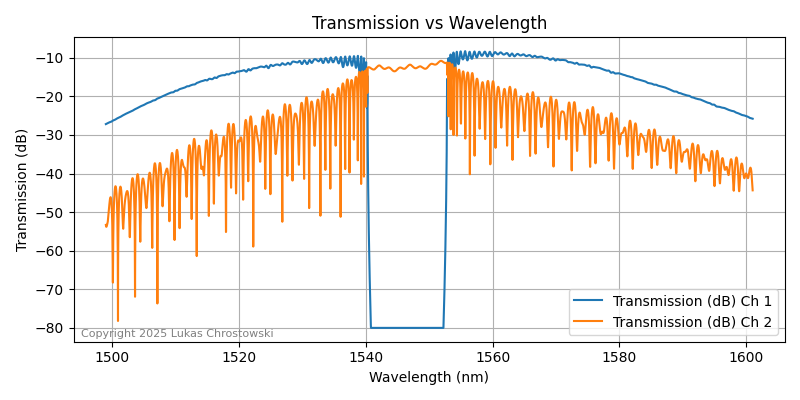 Transmission vs Wavelength
Transmission (dB)
−10
−20
−30
−40
−50
−60
−70
−80
Transmission (dB) Ch 1
Transmission (dB) Ch 2
Copyright 2025 Lukas Chrostowski
1500 1520 1540 1560 1580 1600
Wavelength (nm)